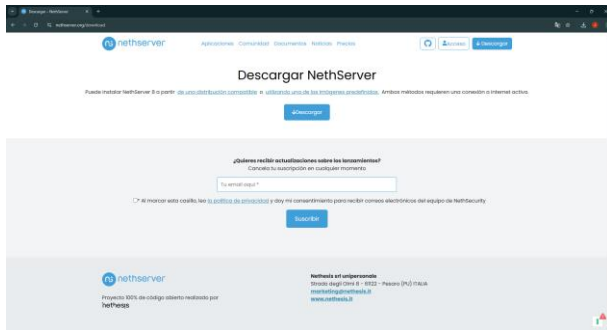 Descargar - NethServer
nethserver.org/download
nethserver
Aplicaciones Comunidad Documentos Noticias Precios
Acceso
Descargar
Descargar NethServer
Puede instalar NethServer 8 a partir de una distribución compatible o utilizando una de las imágenes predefinidas. Ambos métodos requieren una conexión a Internet activa.
Descargar
¿Quieres recibir actualizaciones sobre los lanzamientos?
Cancela tu suscripción en cualquier momento
Tu email aquí *
* Al marcar esta casilla, leo la política de privacidad y doy mi consentimiento para recibir correos electrónicos del equipo de NethSecurity
Suscribir
nethserver
Proyecto 100% de código abierto realizado por
nethesis
Nethesis srl unipersonale
Strada degli Olmi 8 - 61122 - Pesaro (PU) ITALIA
marketing@nethesis.it
www.nethesis.it